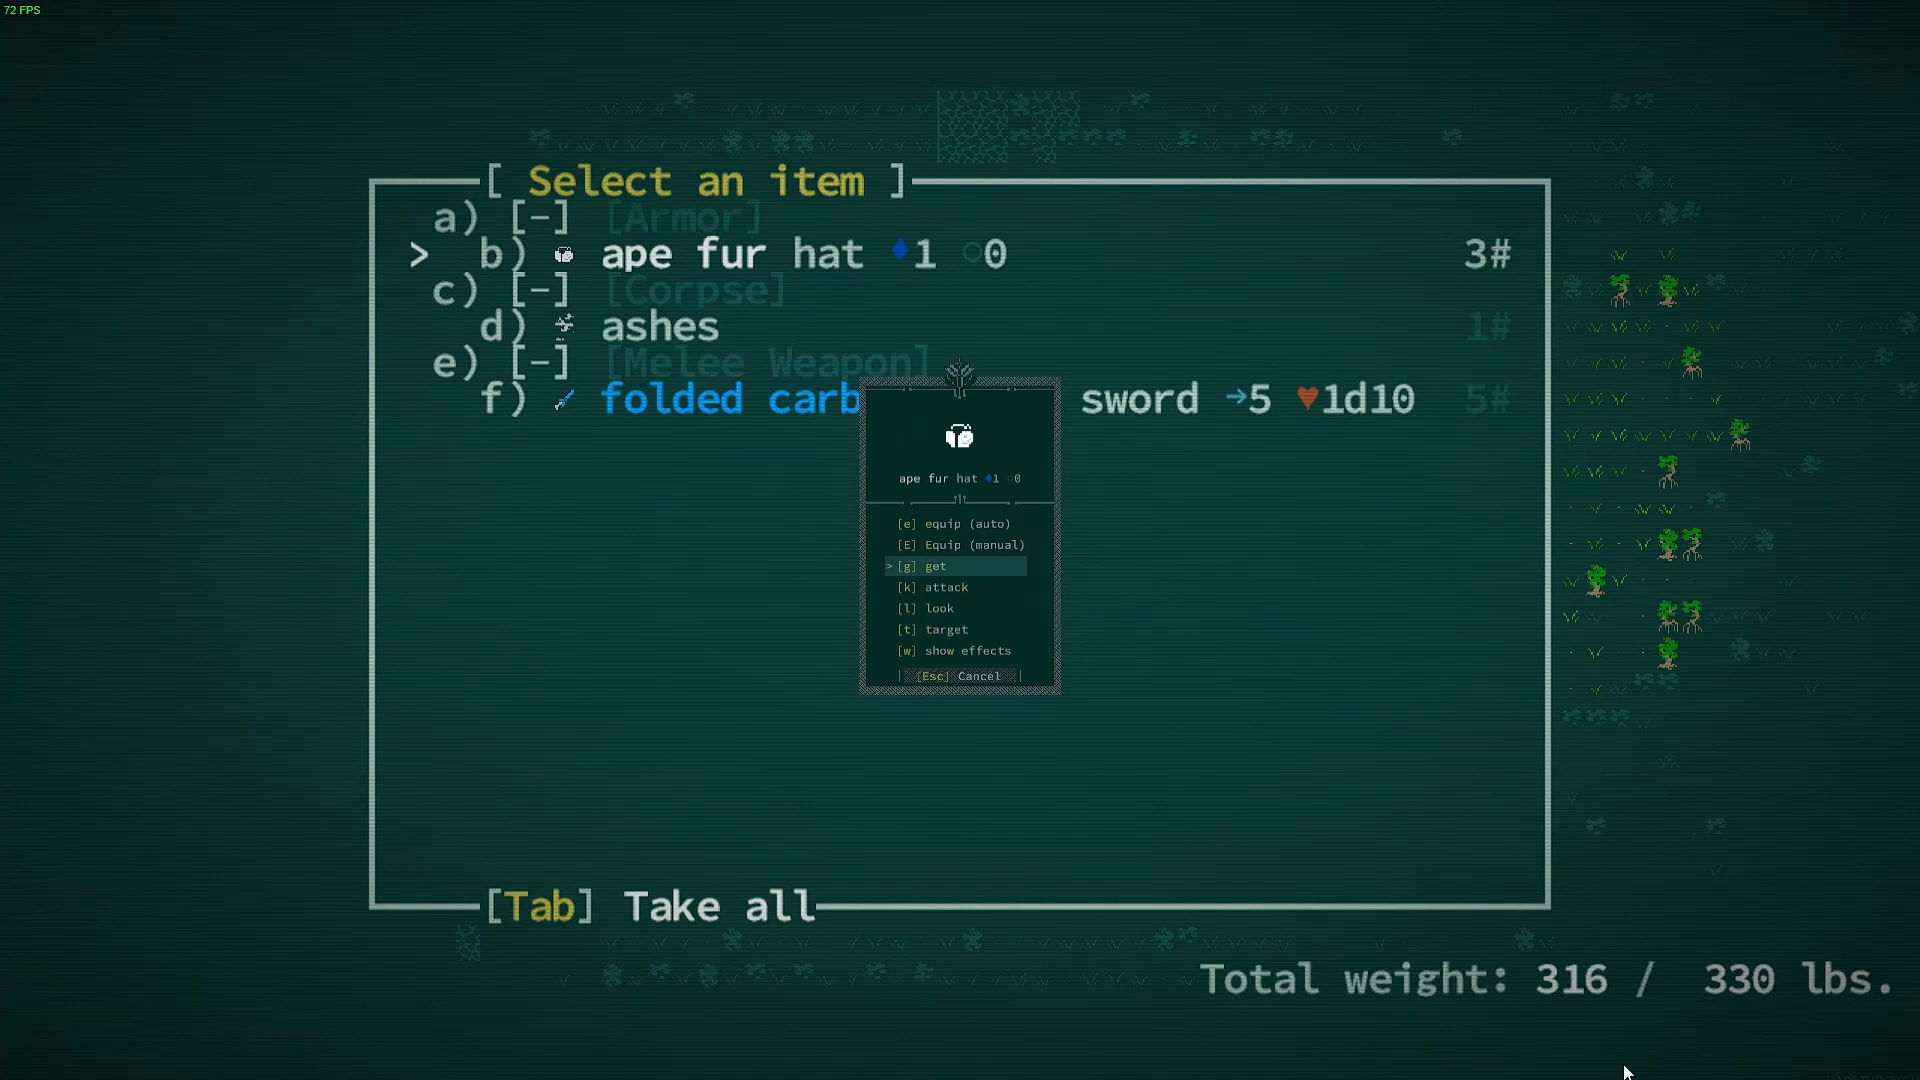 72 FPS
[ Select an item ]
a) [-] [Armor]
> b) ape fur hat ♦1 ○0 3#
c) [-] [Corpse]
d) ashes 1#
e) [-] [Melee Weapon]
f) folded carb sword →5 ♥1d10 5#
ape fur hat ♦1 ○0
[e] equip (auto)
[E] Equip (manual)
> [g] get
[k] attack
[l] look
[t] target
[w] show effects
[Esc] Cancel
[Tab] Take all
Total weight: 316 / 330 lbs.